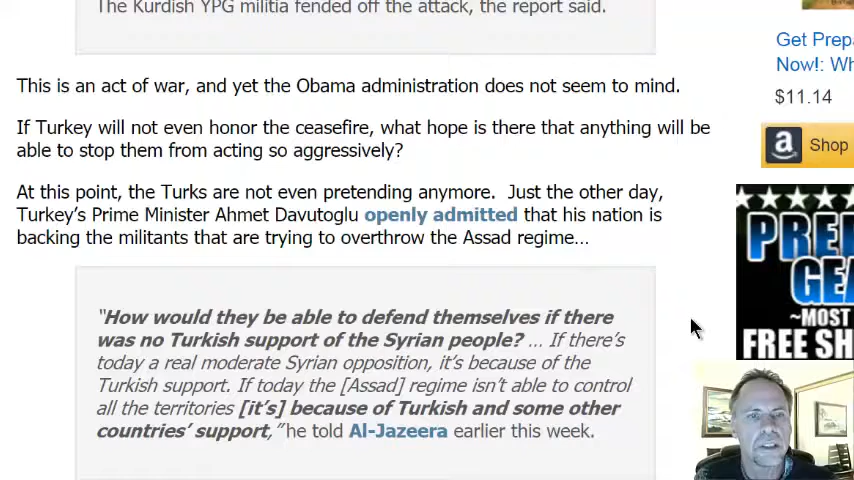 The Kurdish YPG militia fended off the attack, the report said.
This is an act of war, and yet the Obama administration does not seem to mind.
If Turkey will not even honor the ceasefire, what hope is there that anything will be
able to stop them from acting so aggressively?
At this point, the Turks are not even pretending anymore.  Just the other day,
Turkey's Prime Minister Ahmet Davutoglu openly admitted that his nation is
backing the militants that are trying to overthrow the Assad regime…
"How would they be able to defend themselves if there
was no Turkish support of the Syrian people? … If there's
today a real moderate Syrian opposition, it's because of the
Turkish support. If today the [Assad] regime isn't able to control
all the territories [it's] because of Turkish and some other
countries' support," he told Al-Jazeera earlier this week.
Get Prep
Now!: Wh
$11.14
a Shop
PRE
GEA
~MOST
FREE SH